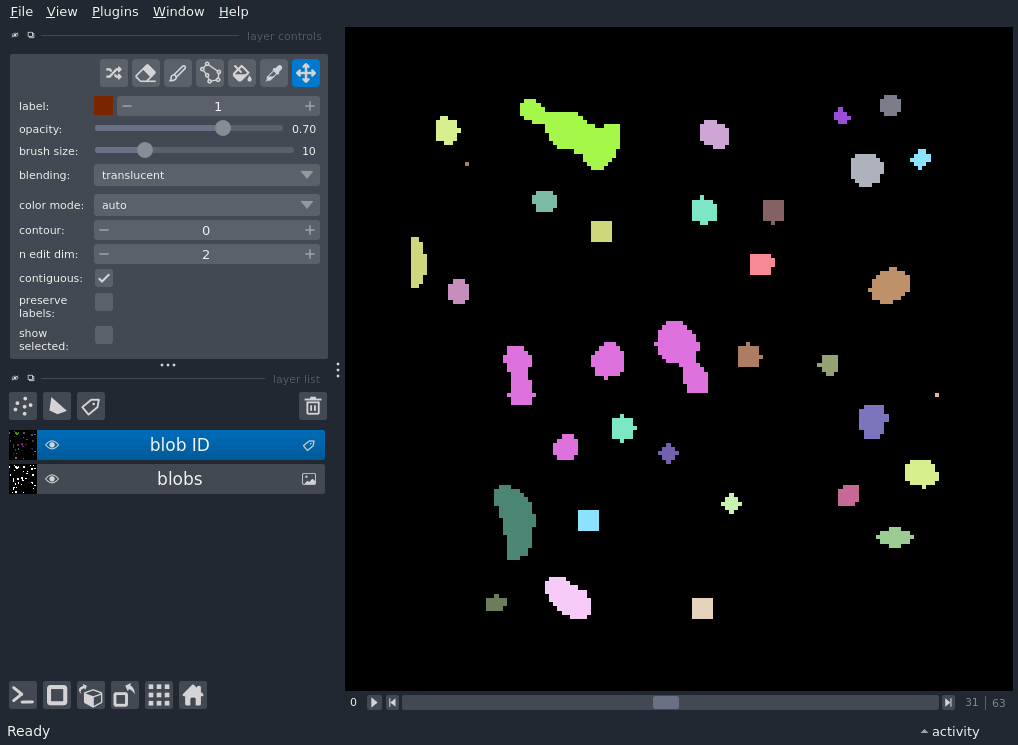 File View Plugins Window Help
layer controls
label: 1
opacity: 0.70
brush size: 10
blending: translucent
color mode: auto
contour: 0
n edit dim: 2
contiguous:
preserve
labels:
show
selected:
layer list
blob ID
blobs
0 31 | 63
Ready activity